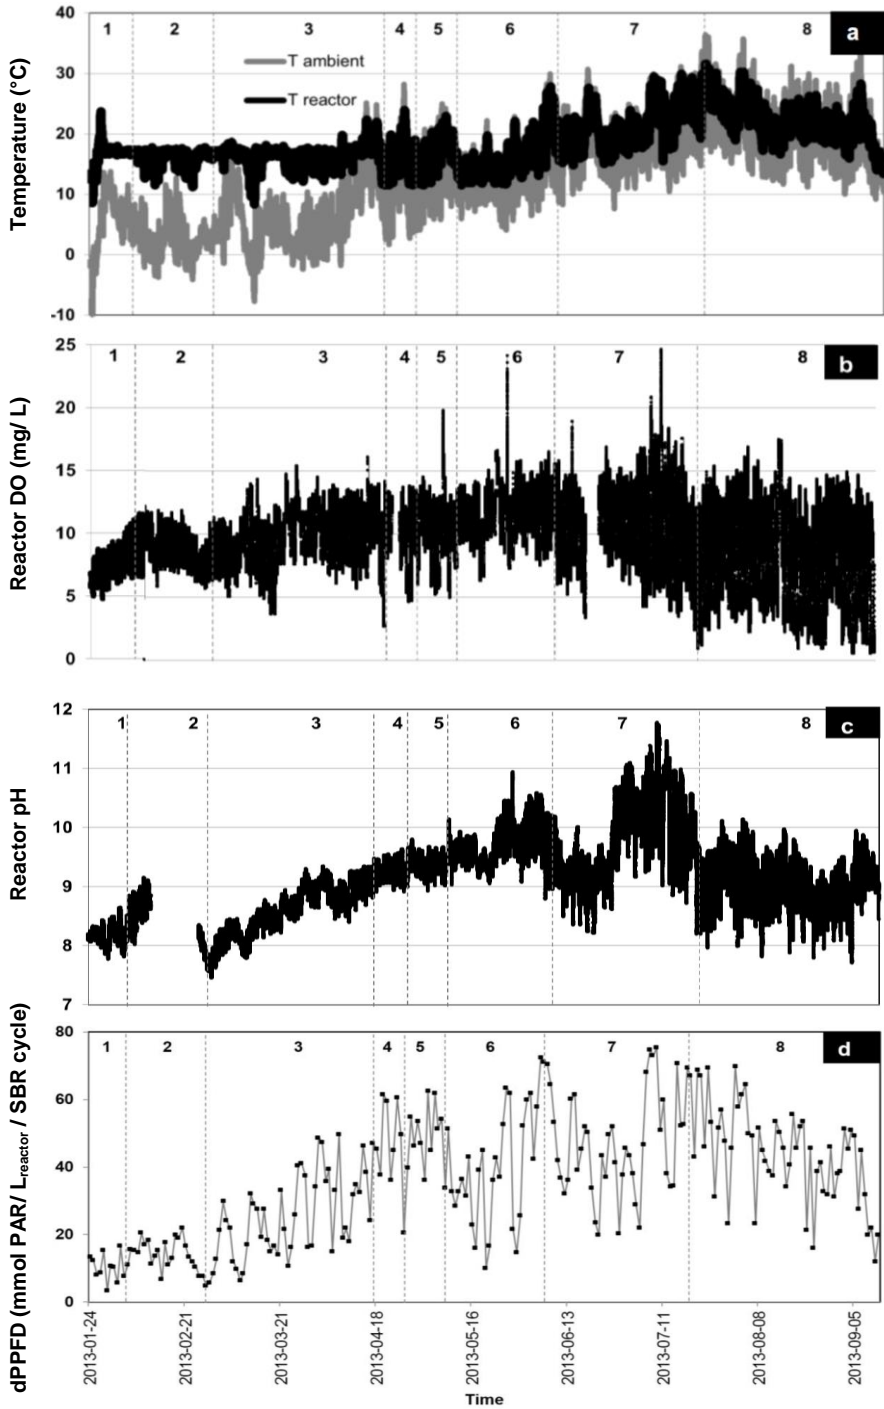 Temperature (°C)
40
30
20
10
0
-10
1 2 3 4 5 6 7 8
a
T ambient
T reactor
Reactor DO (mg/ L)
25
20
15
10
5
0
1 2 3 4 5 6 7 8
b
Reactor pH
12
11
10
9
8
7
1 2 3 4 5 6 7 8
c
dPPFD (mmol PAR/ Lreactor / SBR cycle)
80
60
40
20
0
1 2 3 4 5 6 7 8
d
2013-01-24
2013-02-21
2013-03-21
2013-04-18
2013-05-16
2013-06-13
2013-07-11
2013-08-08
2013-09-05
Time